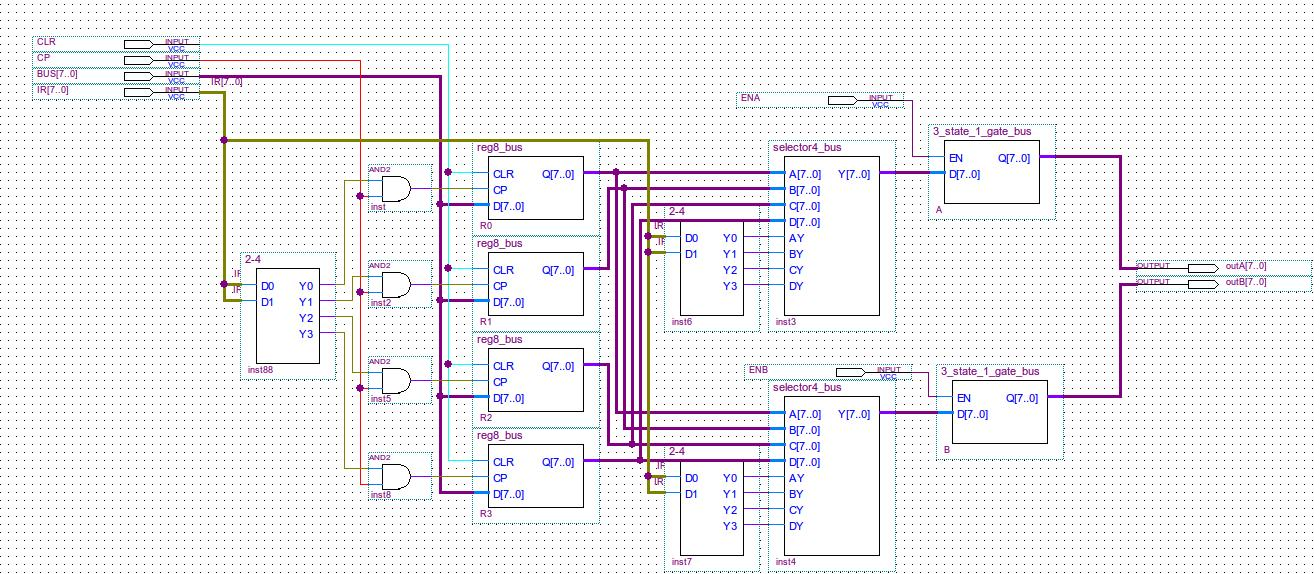 CLR INPUT VCC
CP INPUT VCC
BUS[7..0] INPUT VCC
IR[7..0] INPUT VCC
IR[7..0]
ENA INPUT VCC
3_state_1_gate_bus
EN Q[7..0]
D[7..0]
A
reg8_bus
CLR Q[7..0]
CP
D[7..0]
R0
selector4_bus
A[7..0] Y[7..0]
B[7..0]
C[7..0]
D[7..0]
AY
BY
CY
DY
inst3
AND2
inst
2-4
D0 Y0
D1 Y1
Y2
Y3
inst6
reg8_bus
CLR Q[7..0]
CP
D[7..0]
R1
2-4
D0 Y0
D1 Y1
Y2
Y3
inst88
AND2
inst2
OUTPUT outA[7..0]
OUTPUT outB[7..0]
reg8_bus
CLR Q[7..0]
CP
D[7..0]
R2
AND2
inst5
ENB INPUT VCC
3_state_1_gate_bus
EN Q[7..0]
D[7..0]
B
selector4_bus
A[7..0] Y[7..0]
B[7..0]
C[7..0]
D[7..0]
AY
BY
CY
DY
inst4
reg8_bus
CLR Q[7..0]
CP
D[7..0]
R3
AND2
inst8
2-4
D0 Y0
D1 Y1
Y2
Y3
inst7